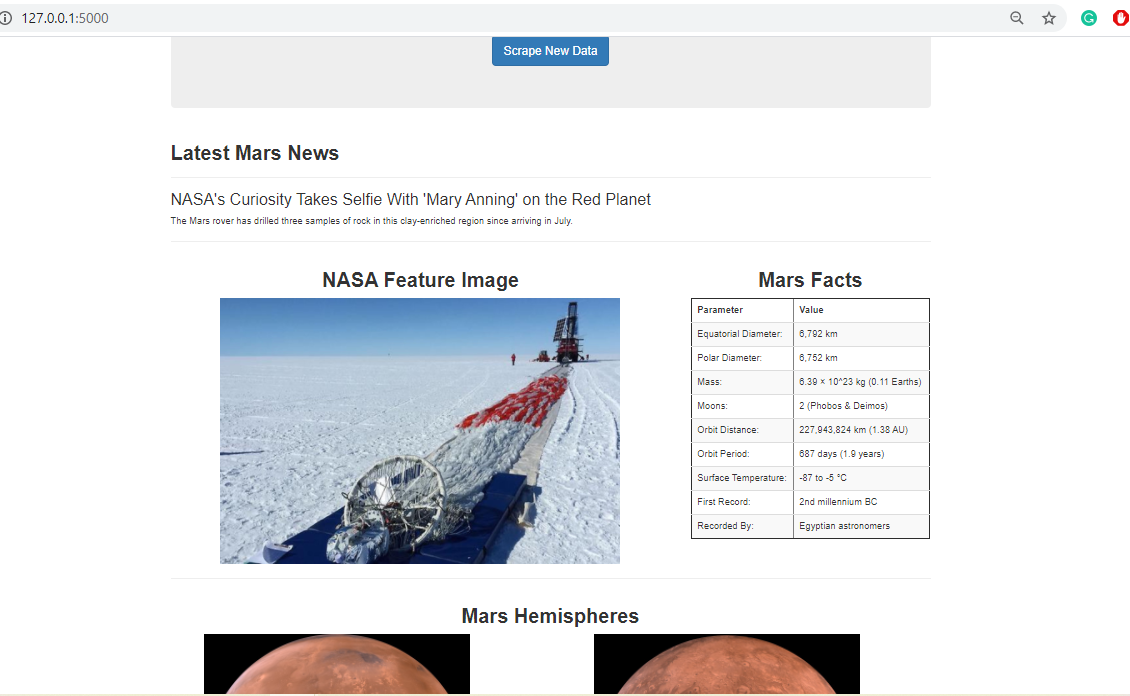 127.0.0.1:5000
Scrape New Data
Latest Mars News
NASA's Curiosity Takes Selfie With 'Mary Anning' on the Red Planet
The Mars rover has drilled three samples of rock in this clay-enriched region since arriving in July.
NASA Feature Image
Mars Facts
Parameter Value
Equatorial Diameter: 6,792 km
Polar Diameter: 6,752 km
Mass: 6.39 × 10^23 kg (0.11 Earths)
Moons: 2 (Phobos & Deimos)
Orbit Distance: 227,943,824 km (1.38 AU)
Orbit Period: 687 days (1.9 years)
Surface Temperature: -87 to -5 °C
First Record: 2nd millennium BC
Recorded By: Egyptian astronomers
Mars Hemispheres